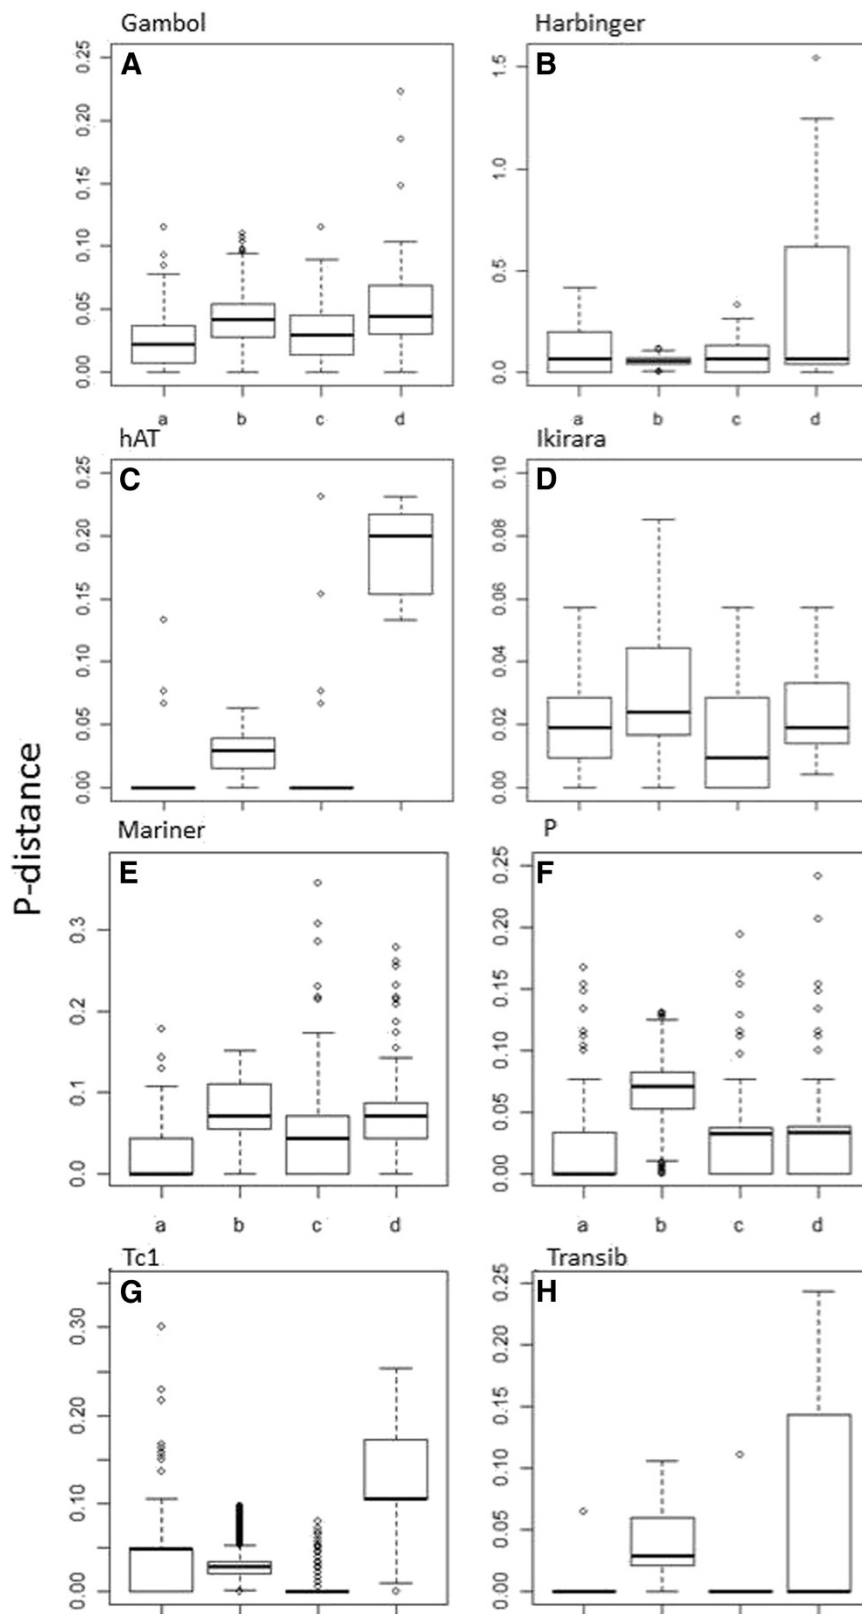 Gambol
Harbinger
A
B
0.25
0.20
0.15
0.10
0.05
0.00
1.5
1.0
0.5
0.0
a b c d
a b c d
hAT
Ikirara
C
D
0.25
0.20
0.15
0.10
0.05
0.00
0.10
0.08
0.06
0.04
0.02
0.00
P-distance
Mariner
P
E
F
0.3
0.2
0.1
0.0
0.25
0.20
0.15
0.10
0.05
0.00
a b c d
a b c d
Tc1
Transib
G
H
0.30
0.20
0.10
0.00
0.25
0.20
0.15
0.10
0.05
0.00